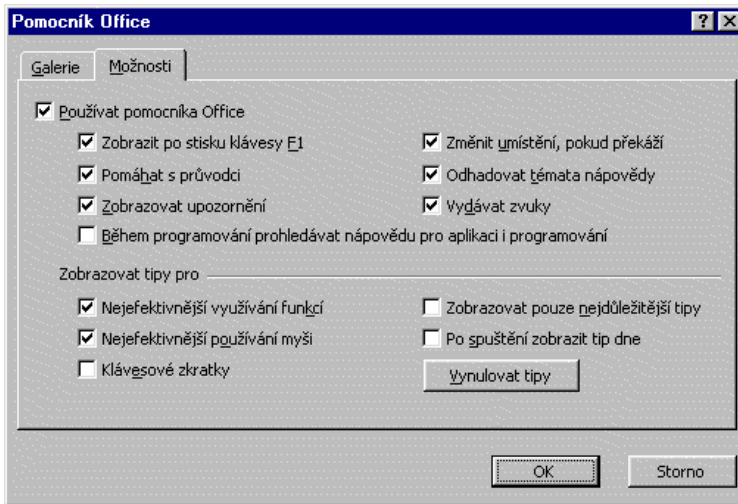 Pomocník Office
Galerie
Možnosti
Používat pomocníka Office
Zobrazit po stisku klávesy F1
Změnit umístění, pokud překáží
Pomáhat s průvodci
Odhadovat témata nápovědy
Zobrazovat upozornění
Vydávat zvuky
Během programování prohledávat nápovědu pro aplikaci i programování
Zobrazovat tipy pro
Nejefektivnější využívání funkcí
Zobrazovat pouze nejdůležitější tipy
Nejefektivnější používání myši
Po spuštění zobrazit tip dne
Klávesové zkratky
Vynulovat tipy
OK
Storno